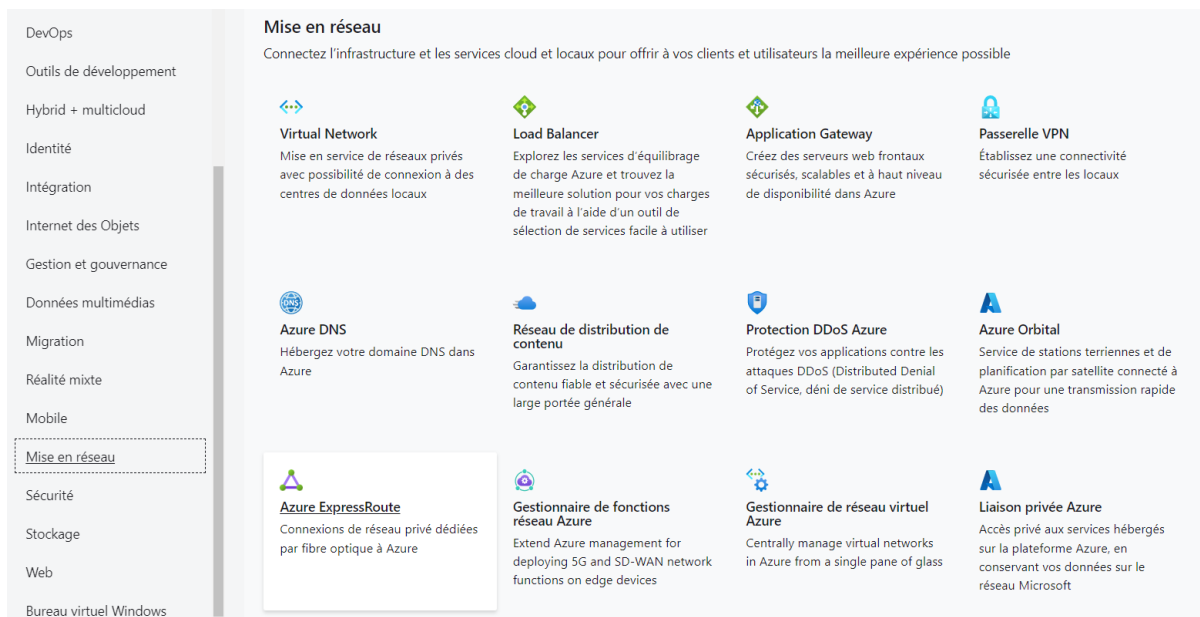 DevOps
Outils de développement
Hybrid + multicloud
Identité
Intégration
Internet des Objets
Gestion et gouvernance
Données multimédias
Migration
Réalité mixte
Mobile
Mise en réseau
Sécurité
Stockage
Web
Bureau virtuel Windows
Mise en réseau
Connectez l'infrastructure et les services cloud et locaux pour offrir à vos clients et utilisateurs la meilleure expérience possible
Virtual Network
Mise en service de réseaux privés
avec possibilité de connexion à des
centres de données locaux
Load Balancer
Explorez les services d'équilibrage
de charge Azure et trouvez la
meilleure solution pour vos charges
de travail à l'aide d'un outil de
sélection de services facile à utiliser
Application Gateway
Créez des serveurs web frontaux
sécurisés, scalables et à haut niveau
de disponibilité dans Azure
Passerelle VPN
Établissez une connectivité
sécurisée entre les locaux
DNS
Azure DNS
Hébergez votre domaine DNS dans
Azure
Réseau de distribution de
contenu
Garantissez la distribution de
contenu fiable et sécurisée avec une
large portée générale
Protection DDoS Azure
Protégez vos applications contre les
attaques DDoS (Distributed Denial
of Service, déni de service distribué)
Azure Orbital
Service de stations terriennes et de
planification par satellite connecté à
Azure pour une transmission rapide
des données
Azure ExpressRoute
Connexions de réseau privé dédiées
par fibre optique à Azure
Gestionnaire de fonctions
réseau Azure
Extend Azure management for
deploying 5G and SD-WAN network
functions on edge devices
Gestionnaire de réseau virtuel
Azure
Centrally manage virtual networks
in Azure from a single pane of glass
Liaison privée Azure
Accès privé aux services hébergés
sur la plateforme Azure, en
conservant vos données sur le
réseau Microsoft